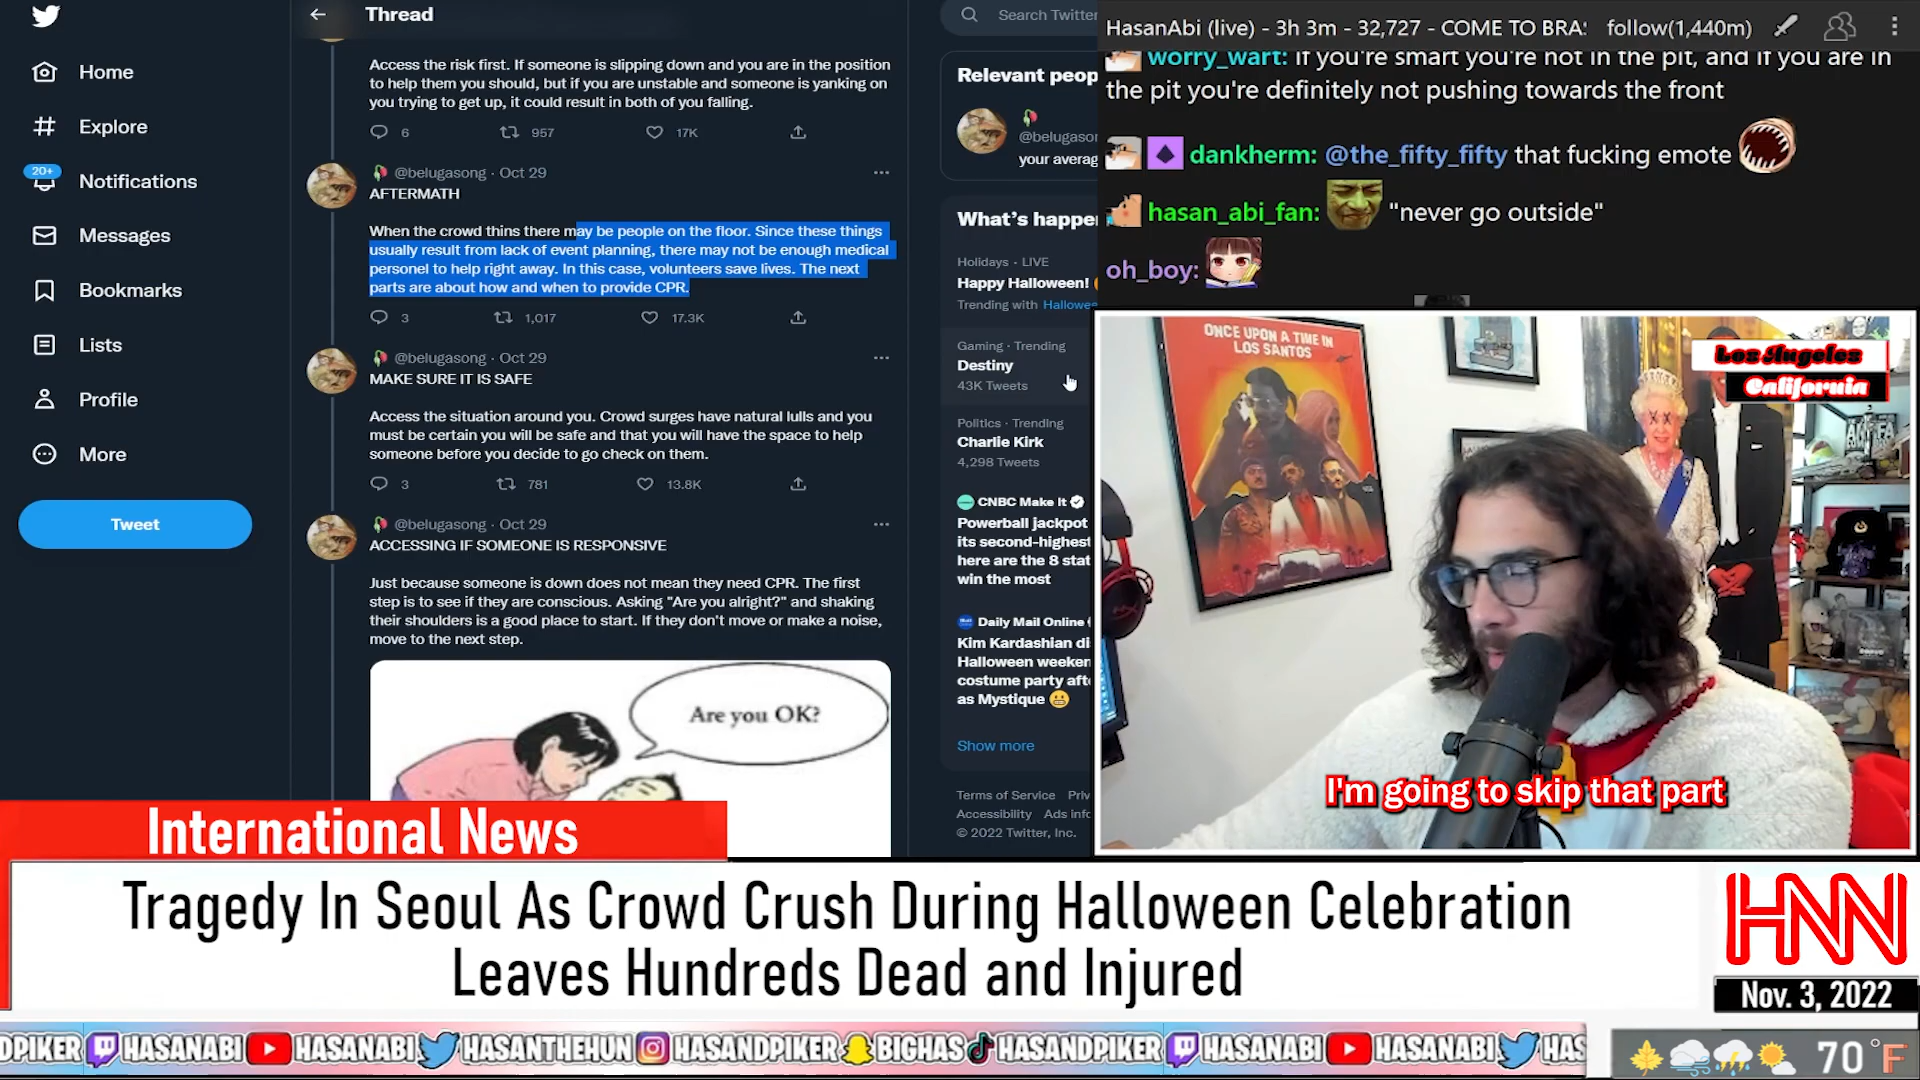 Thread
Search Twitter
Home
Explore
20+
Notifications
Messages
Bookmarks
Lists
Profile
More
Tweet
Access the risk first. If someone is slipping down and you are in the position
to help them you should, but if you are unstable and someone is yanking on
you trying to get up, it could result in both of you falling.
6 957 17K
@belugasong · Oct 29
AFTERMATH
When the crowd thins there may be people on the floor. Since these things
usually result from lack of event planning, there may not be enough medical
personel to help right away. In this case, volunteers save lives. The next
parts are about how and when to provide CPR.
3 1,017 17.3K
@belugasong · Oct 29
MAKE SURE IT IS SAFE
Access the situation around you. Crowd surges have natural lulls and you
must be certain you will be safe and that you will have the space to help
someone before you decide to go check on them.
3 781 13.8K
@belugasong · Oct 29
ACCESSING IF SOMEONE IS RESPONSIVE
Just because someone is down does not mean they need CPR. The first
step is to see if they are conscious. Asking "Are you alright?" and shaking
their shoulders is a good place to start. If they don't move or make a noise,
move to the next step.
Are you OK?
Relevant peop
@belugason
your averag
What's happe
Holidays · LIVE
Happy Halloween!
Trending with Hallowe
Gaming · Trending
Destiny
43K Tweets
Politics · Trending
Charlie Kirk
4,298 Tweets
CNBC Make It
Powerball jackpot
its second-highest
here are the 8 stat
win the most
Daily Mail Online
Kim Kardashian di
Halloween weeken
costume party aft
as Mystique
Show more
Terms of Service Priv
Accessibility Ads info
© 2022 Twitter, Inc.
HasanAbi (live) - 3h 3m - 32,727 - COME TO BRA: follow(1,440m)
worry_wart: if you're smart you're not in the pit, and if you are in
the pit you're definitely not pushing towards the front
dankherm: @the_fifty_fifty that fucking emote
hasan_abi_fan: "never go outside"
oh_boy:
ONCE UPON A TIME IN
LOS SANTOS
Los Angeles
California
I'm going to skip that part
International News
Tragedy In Seoul As Crowd Crush During Halloween Celebration
Leaves Hundreds Dead and Injured
HNN
Nov. 3, 2022
DPIKER HASANABI HASANABI HASANTHEHUN HASANDPIKER BIGHAS HASANDPIKER HASANABI HASANABI HAS
70°F